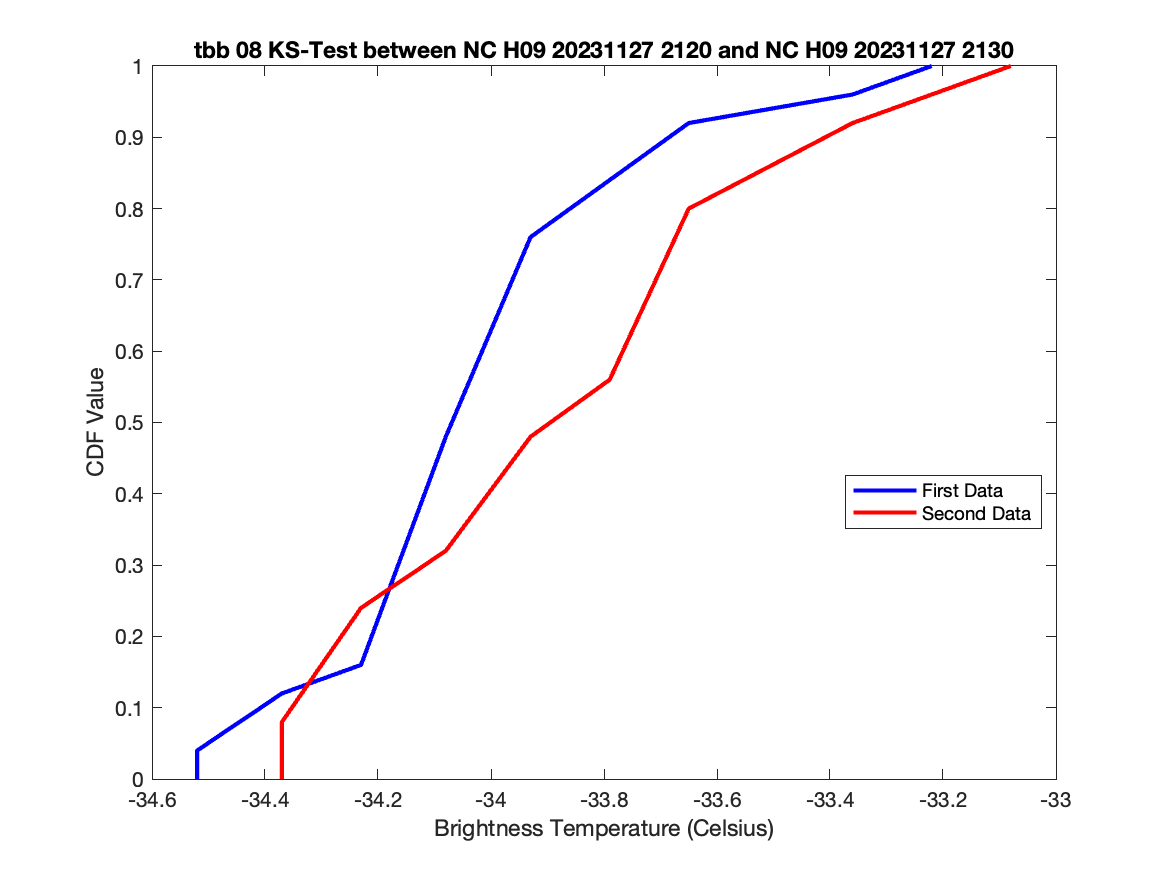 tbb 08 KS-Test between NC H09 20231127 2120 and NC H09 20231127 2130
1
0.9
0.8
0.7
0.6
0.5
0.4
0.3
0.2
0.1
0
CDF Value
First Data
Second Data
-34.6 -34.4 -34.2 -34 -33.8 -33.6 -33.4 -33.2 -33
Brightness Temperature (Celsius)